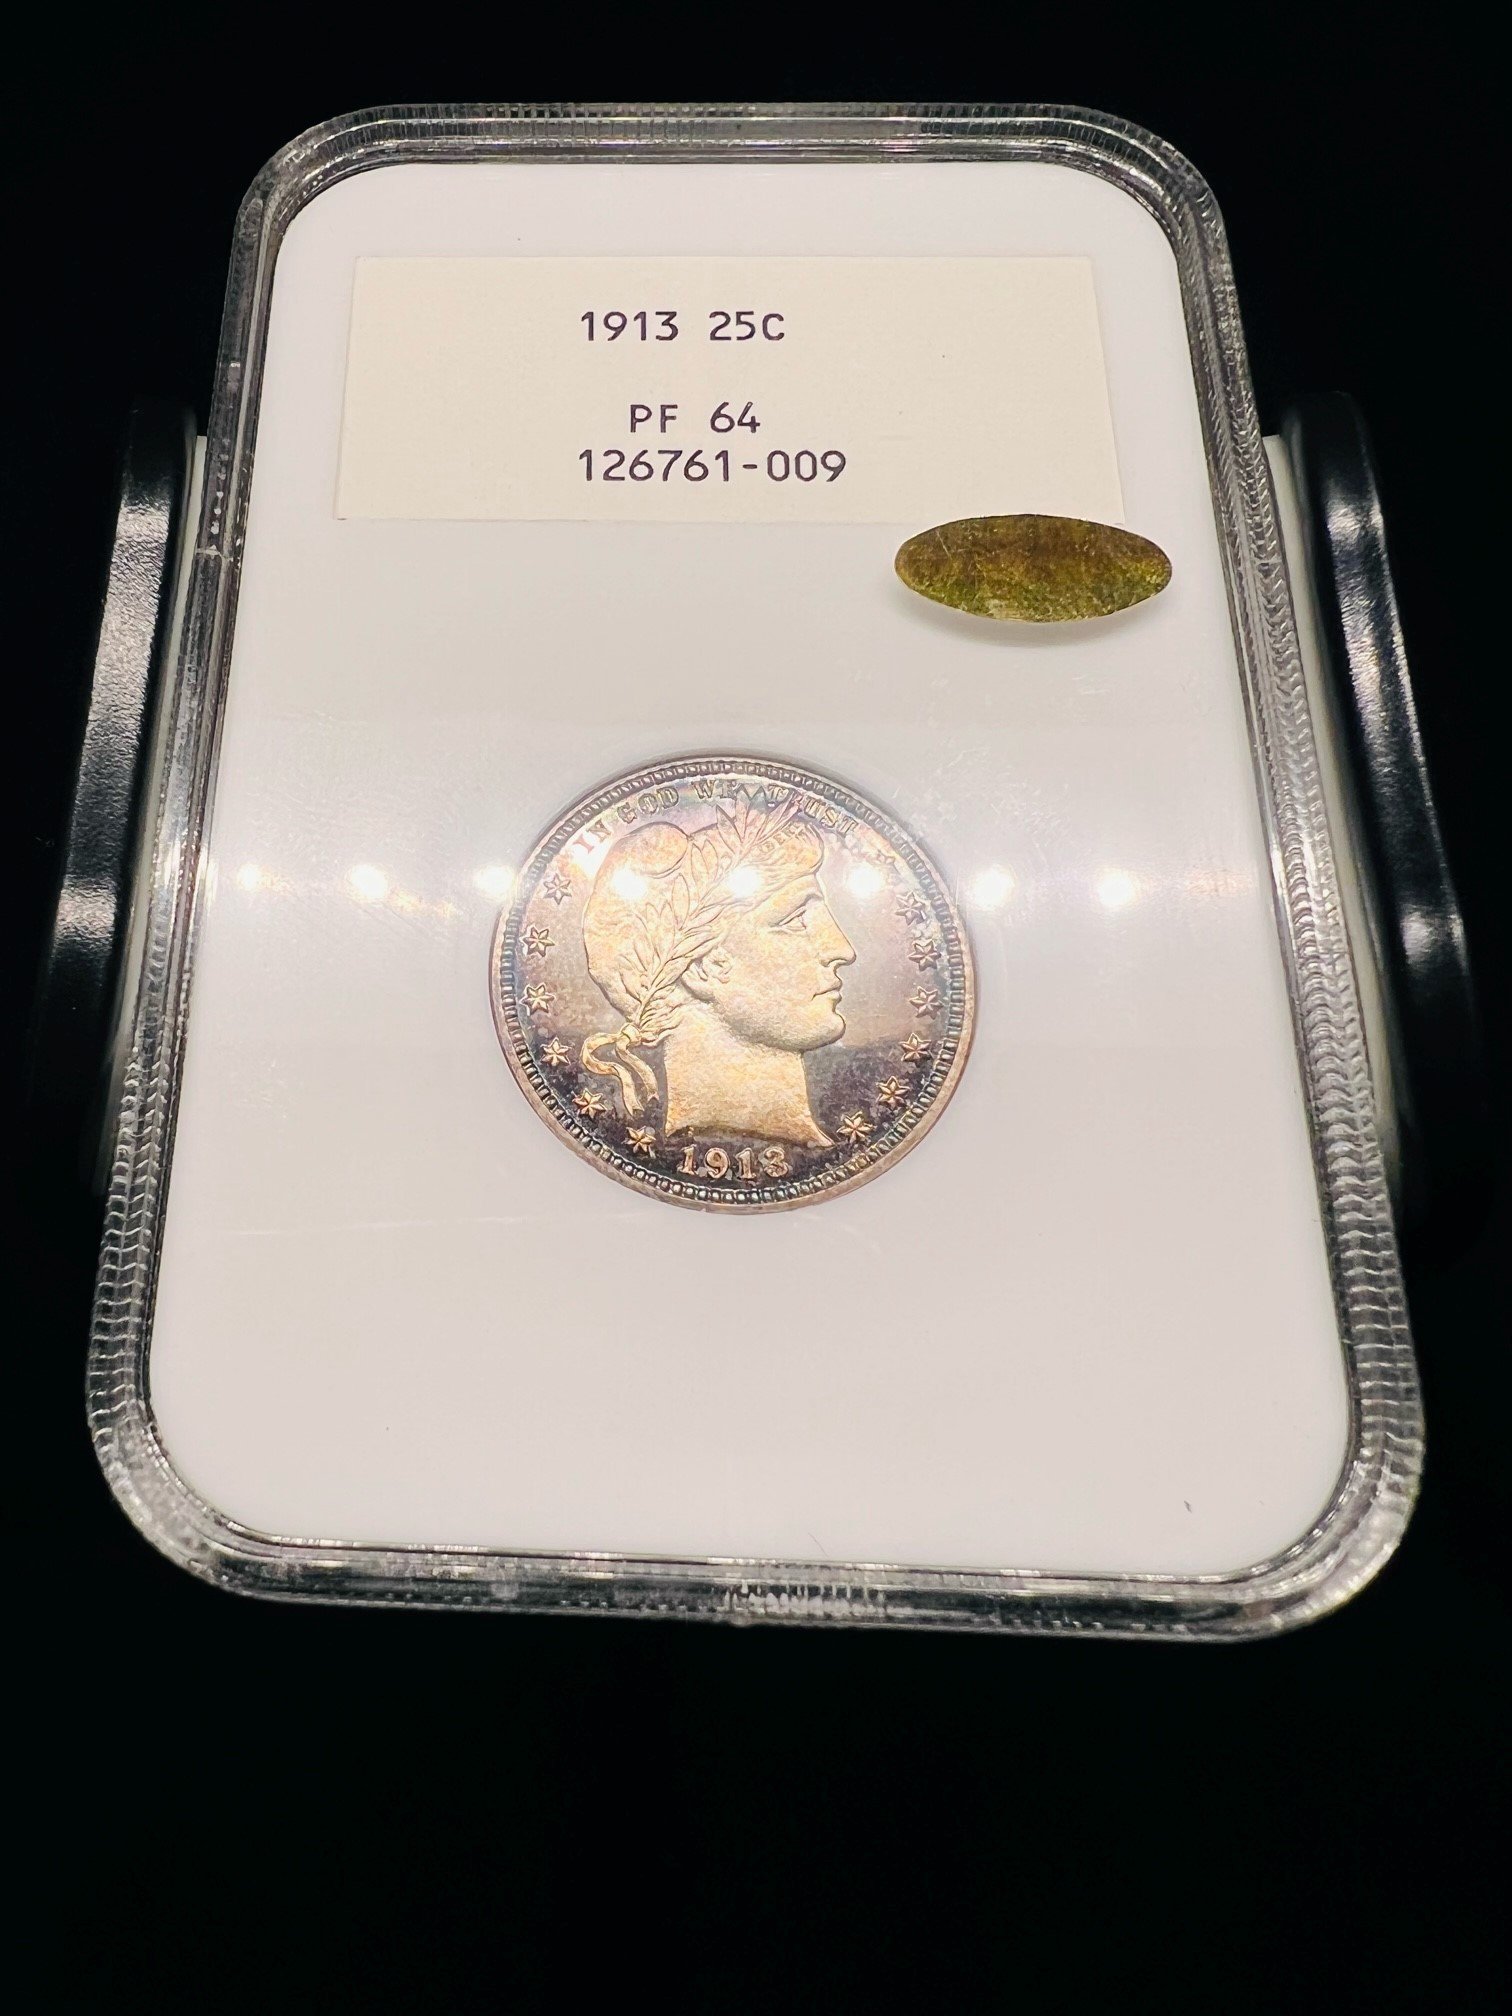 1913 25C
PF 64
126761-009
IN GOD WE TRUST
1913